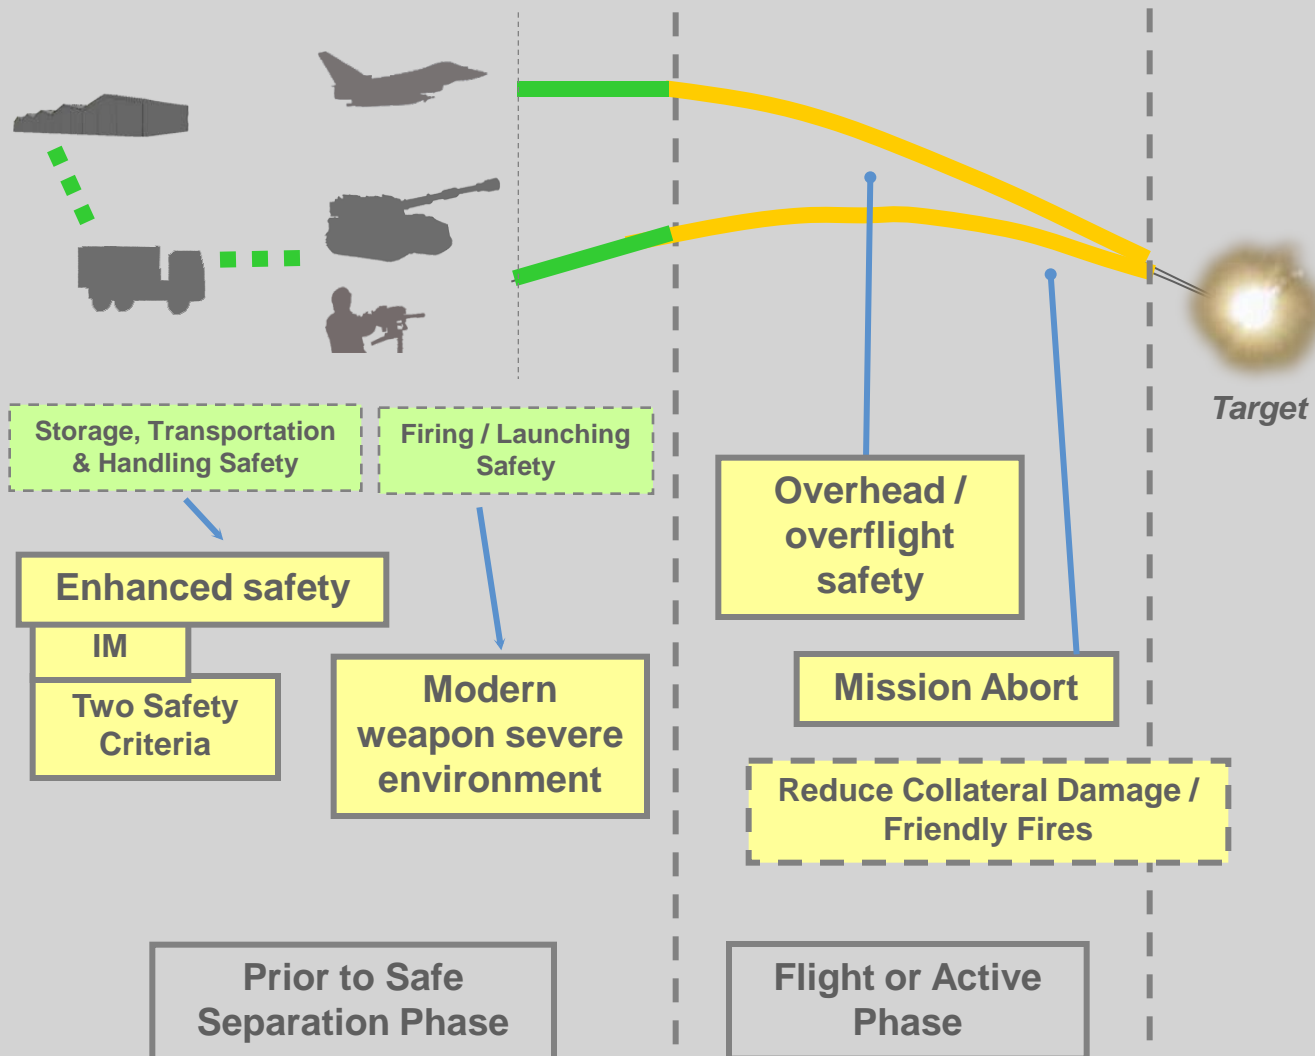 Target
Storage, Transportation
& Handling Safety
Firing / Launching
Safety
Enhanced safety
IM
Two Safety
Criteria
Modern
weapon severe
environment
Overhead /
overflight
safety
Mission Abort
Reduce Collateral Damage /
Friendly Fires
Prior to Safe
Separation Phase
Flight or Active
Phase